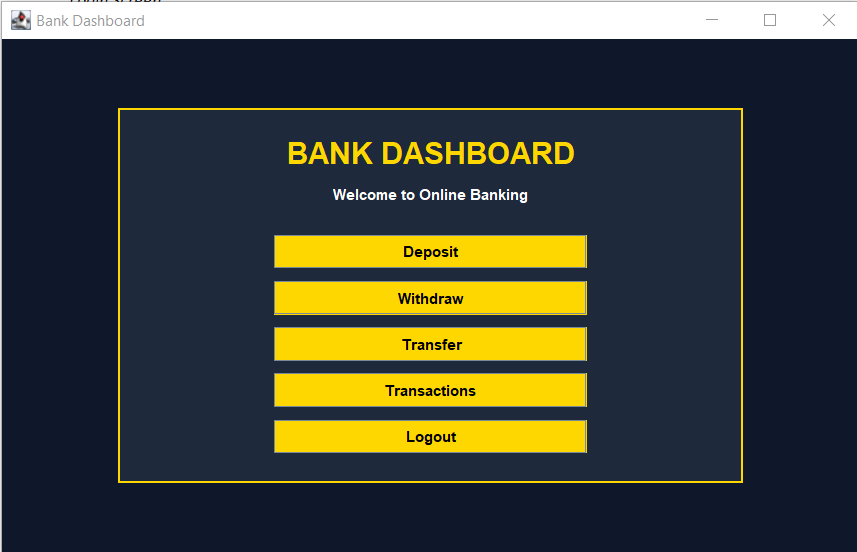 Bank Dashboard
BANK DASHBOARD
Welcome to Online Banking
Deposit
Withdraw
Transfer
Transactions
Logout